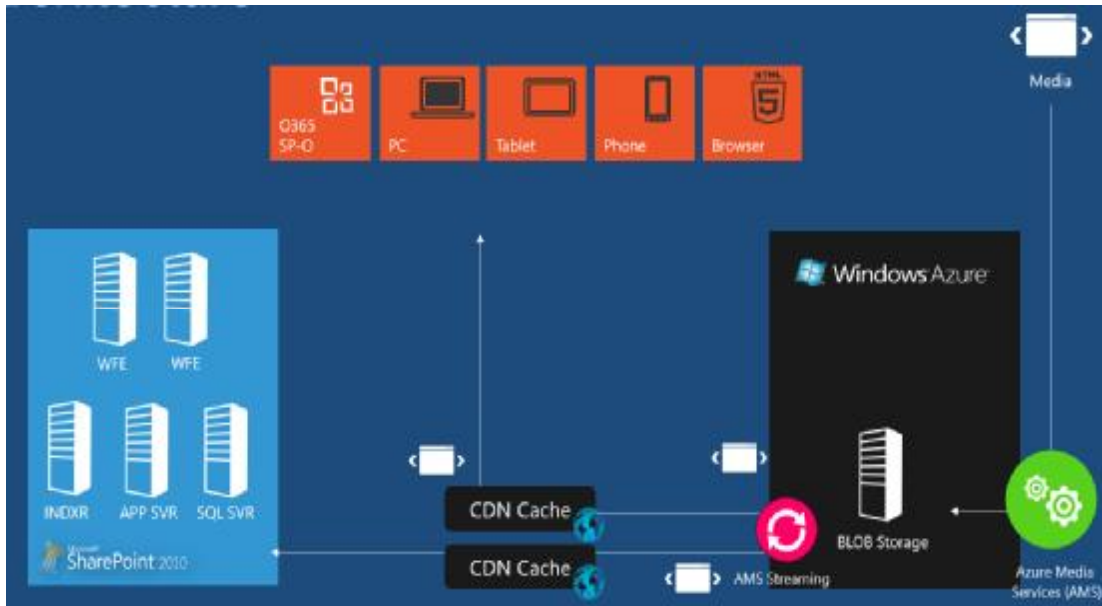 Media
O365
SP-O
PC
Tablet
Phone
HTML
5
Browser
Windows Azure
WFE
WFE
INDXR
APP SVR
SQL SVR
Microsoft
SharePoint 2010
CDN Cache
CDN Cache
AMS Streaming
BLOB Storage
Azure Media
Services (AMS)